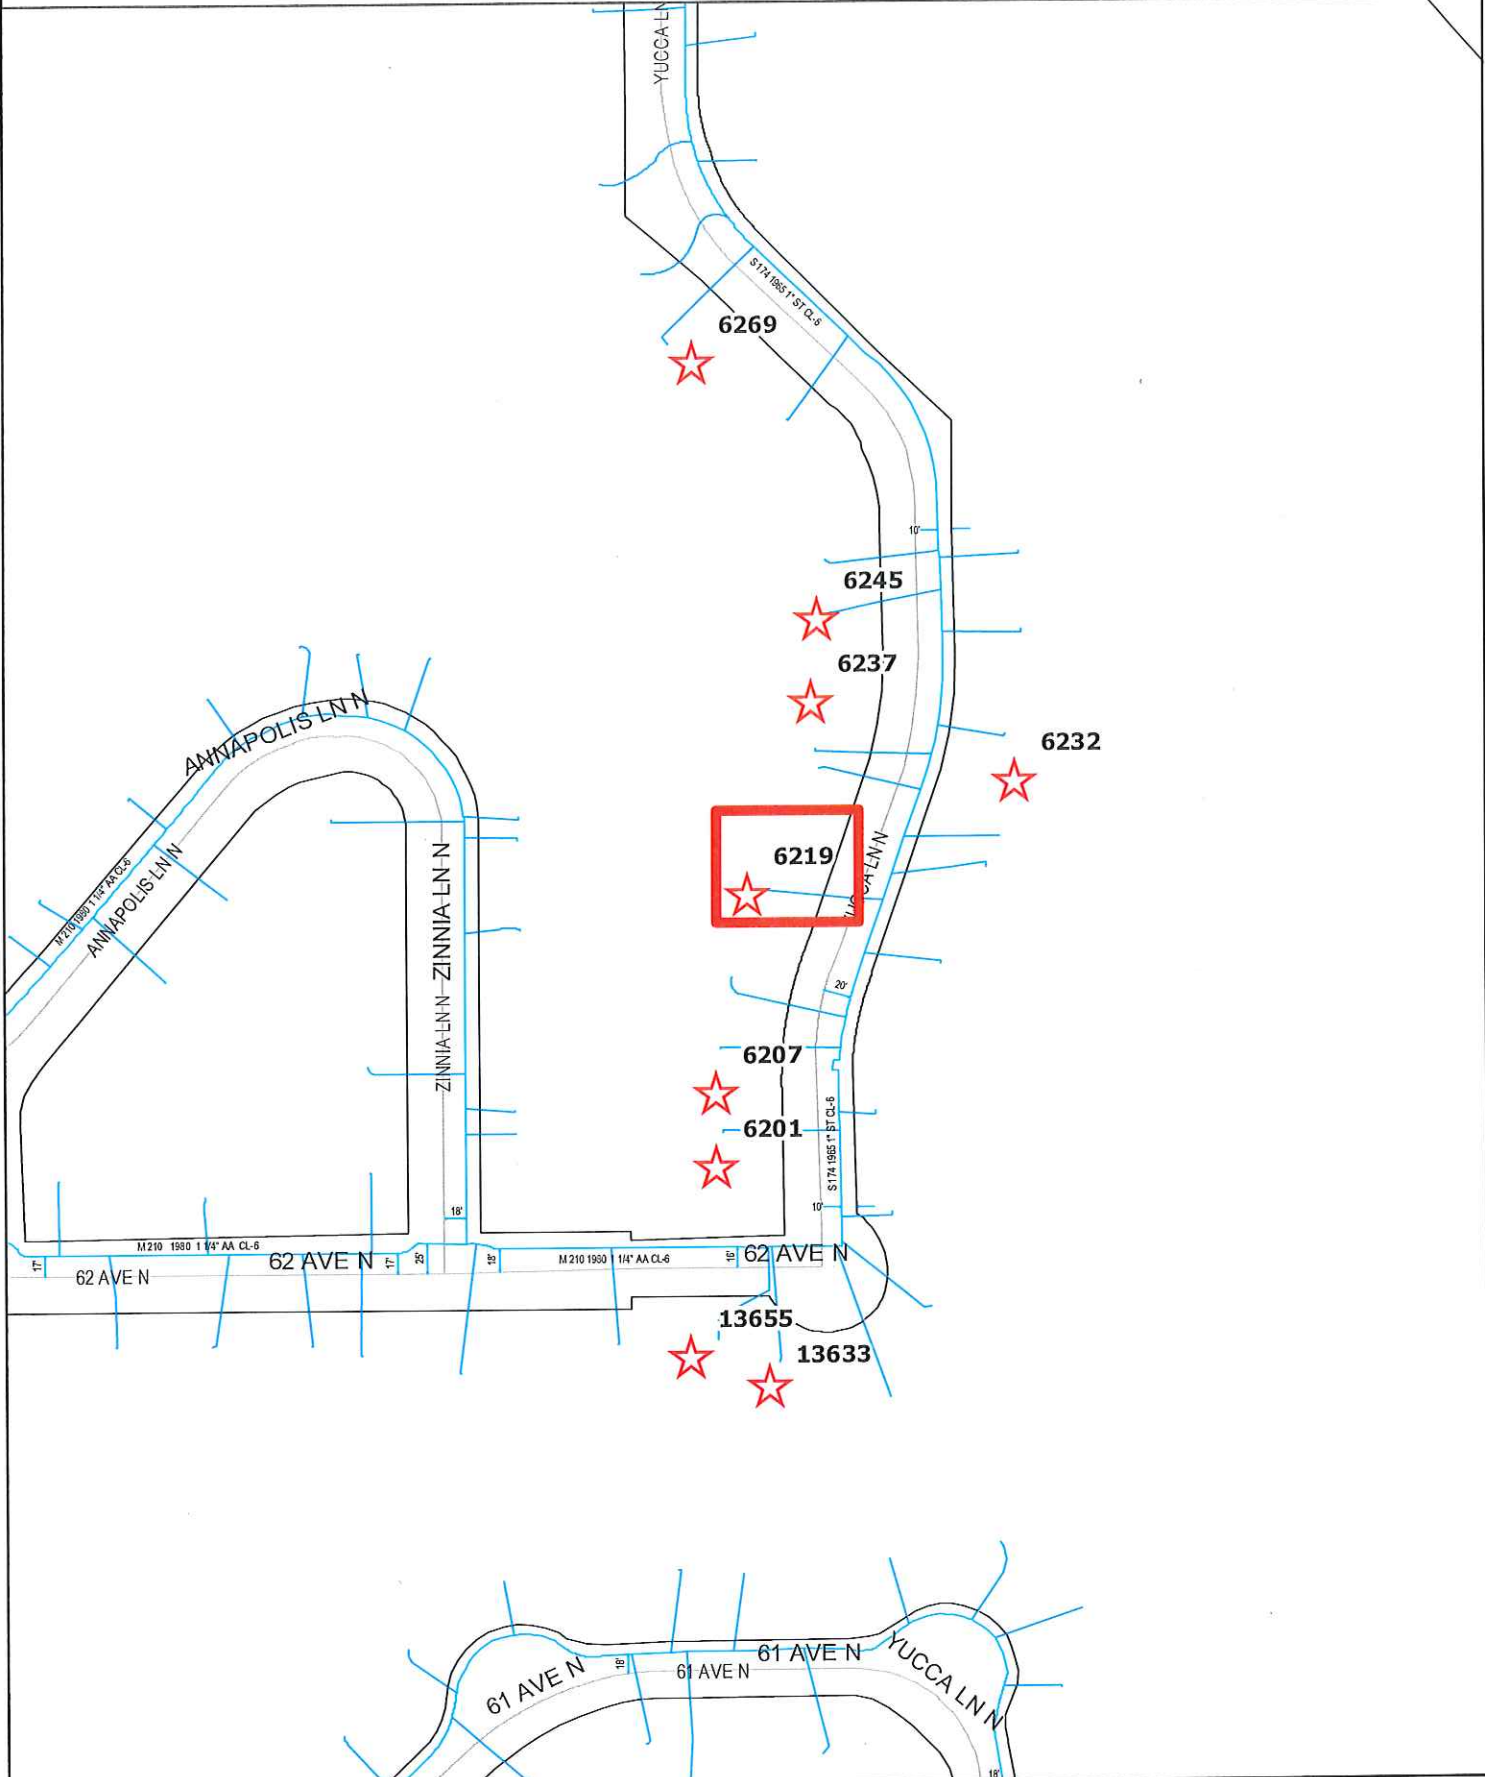 YUCCA LN
S174 1965 1" ST CL-6
6269
10'
6245
6237
6232
ANNAPOLIS LN N
6219
YUCCA-LN-N
M 210 1980 1 1/4" AA CL-6
ANNAPOLIS-LN N
ZINNIA-LN-N
ZINNIA-LN-N
20'
6207
6201
S174 1965 1" ST CL-6
10'
18'
M 210 1980 1 1/4" AA CL-6
62 AVE N
17'
25'
18'
M 210 1980 1 1/4" AA CL-6
16'
62 AVE N
17'
62 AVE N
13655
13633
61 AVE N
18'
61 AVE N
61 AVE N
YUCCA LN N
18'